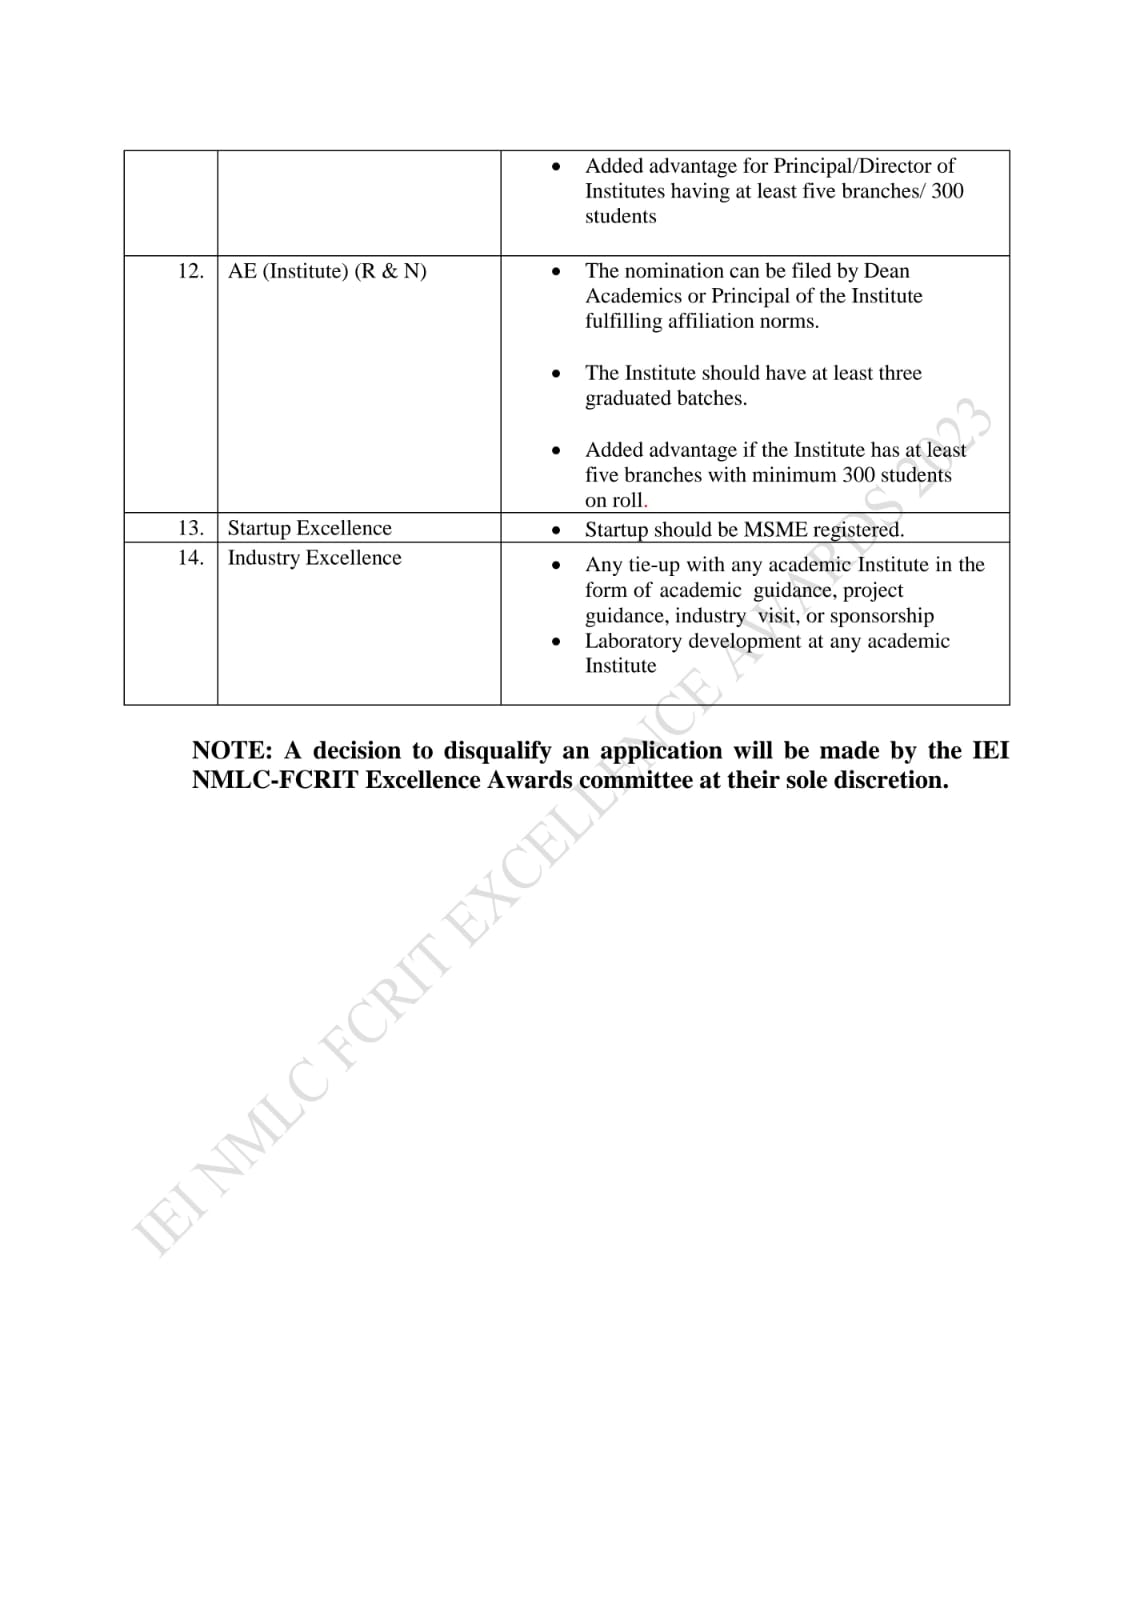 • Added advantage for Principal/Director of
Institutes having at least five branches/ 300
students
12. AE (Institute) (R & N)
• The nomination can be filed by Dean
Academics or Principal of the Institute
fulfilling affiliation norms.
• The Institute should have at least three
graduated batches.
• Added advantage if the Institute has at least
five branches with minimum 300 students
on roll.
13. Startup Excellence
• Startup should be MSME registered.
14. Industry Excellence
• Any tie-up with any academic Institute in the
form of academic guidance, project
guidance, industry visit, or sponsorship
• Laboratory development at any academic
Institute
NOTE: A decision to disqualify an application will be made by the IEI
NMLC-FCRIT Excellence Awards committee at their sole discretion.
IEI NMLC FCRIT EXCELLENCE AWARDS 2023